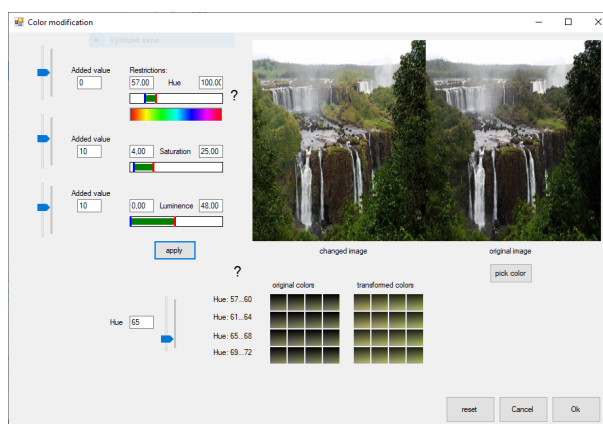 Color modification
Výstřižek okna
Added value
0
Restrictions:
57,00 Hue 100,00
?
Added value
10
4,00 Saturation 25,00
Added value
10
0,00 Luminence 48,00
apply
changed image
original image
pick color
?
original colors
transformed colors
Hue 65
Hue: 57...60
Hue: 61...64
Hue: 65...68
Hue: 69...72
reset
Cancel
Ok